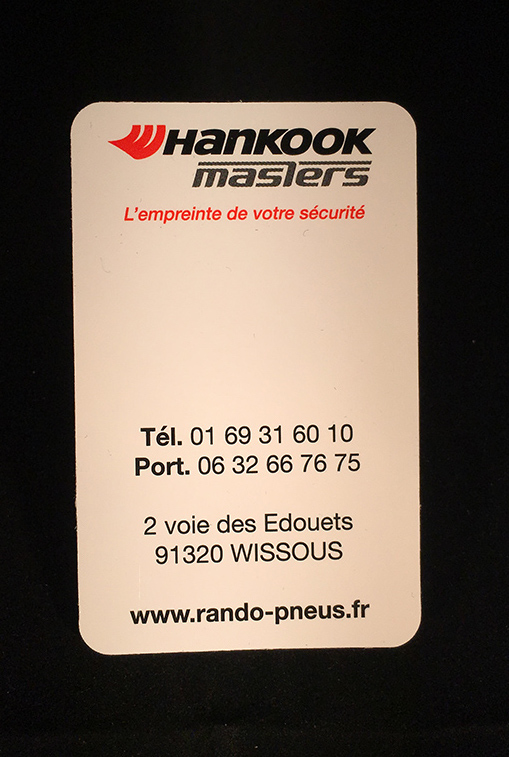 HANKOOK
masters
L'empreinte de votre sécurité
Tél. 01 69 31 60 10
Port. 06 32 66 76 75
2 voie des Edouets
91320 WISSOUS
www.rando-pneus.fr